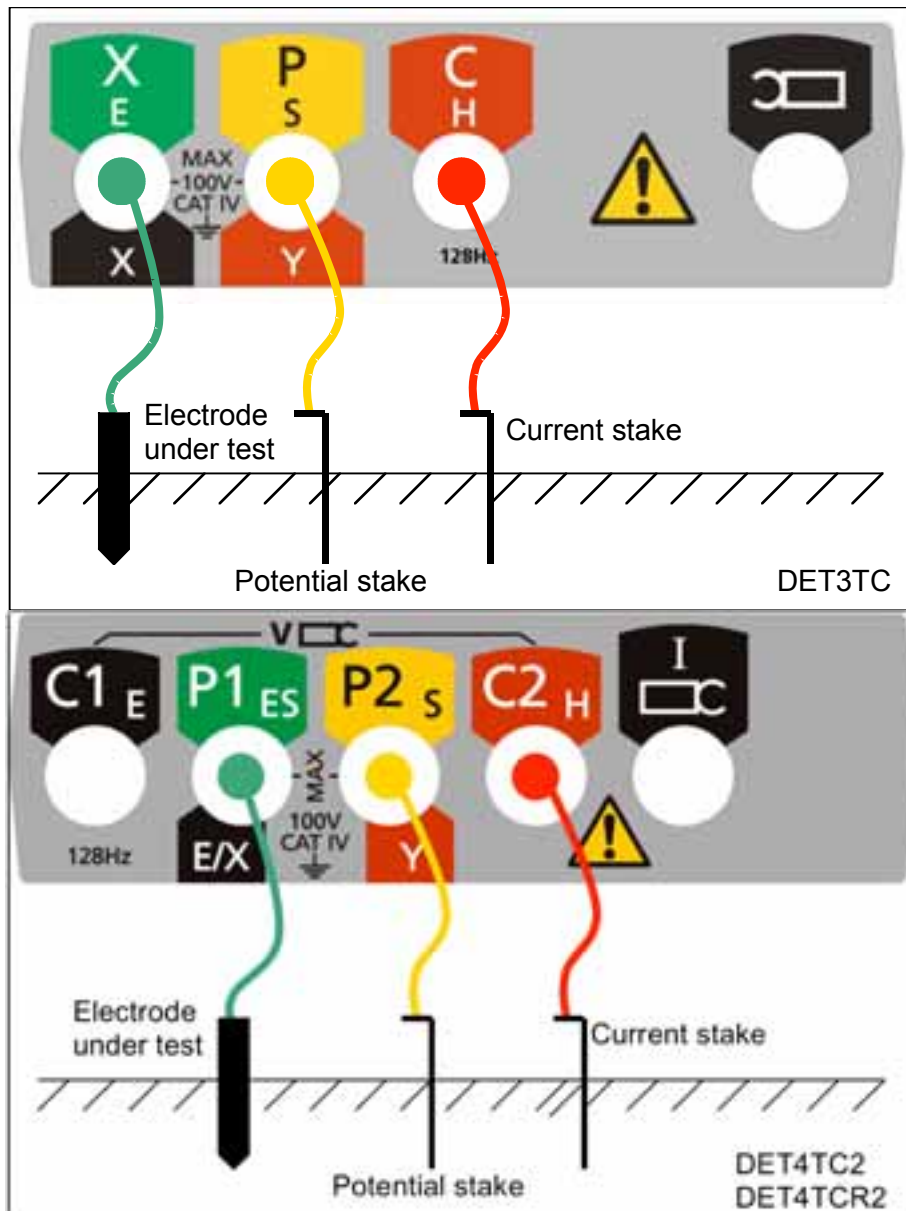 X P C
E S H
MAX
100V
CAT IV
X Y 128Hz
Electrode
under test
Current stake
Potential stake
DET3TC
V
C1 E P1 ES P2 S C2 H I
MAX
100V
CAT IV
128Hz E/X Y
Electrode
under test
Current stake
Potential stake
DET4TC2
DET4TCR2